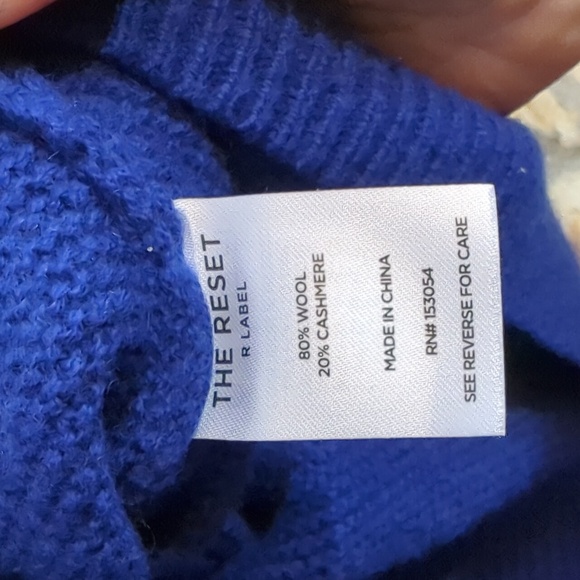 THE RESET
R LABEL
80% WOOL
20% CASHMERE
MADE IN CHINA
RN# 153054
SEE REVERSE FOR CARE